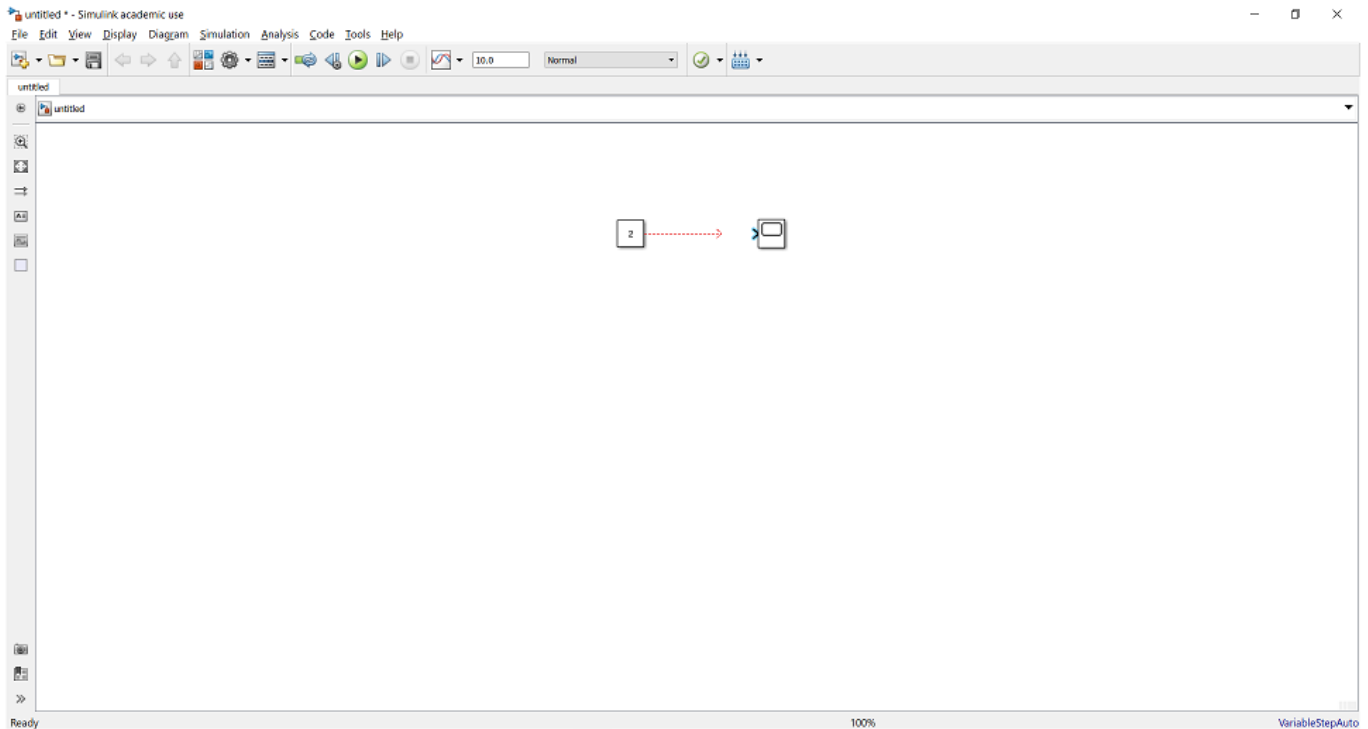 untitled * - Simulink academic use
File Edit View Display Diagram Simulation Analysis Code Tools Help
10.0 Normal
untitled
untitled
2
Ready 100% VariableStepAuto